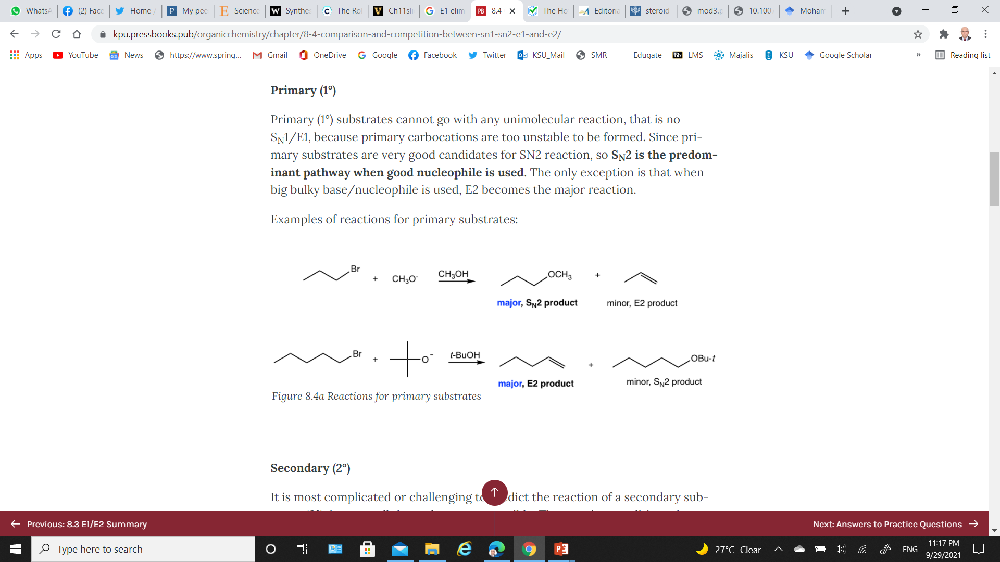 WhatsA
(2) Face
Home /
My pee
Science
Synthes
The Rol
Ch11sli
E1 elim
8.4
The Ho
Editoria
steroid
mod3.p
10.1007
Moham
kpu.pressbooks.pub/organicchemistry/chapter/8-4-comparison-and-competition-between-sn1-sn2-e1-and-e2/
Apps
YouTube
News
https://www.spring...
Gmail
OneDrive
Google
Facebook
Twitter
KSU_Mail
SMR
Edugate
LMS
Majalis
KSU
Google Scholar
»
Reading list
Primary (1°)
Primary (1°) substrates cannot go with any unimolecular reaction, that is no
SN1/E1, because primary carbocations are too unstable to be formed. Since pri-
mary substrates are very good candidates for SN2 reaction, so SN2 is the predom-
inant pathway when good nucleophile is used. The only exception is that when
big bulky base/nucleophile is used, E2 becomes the major reaction.
Examples of reactions for primary substrates:
Br
+
CH3O-
CH3OH
OCH3
+
major, SN2 product
minor, E2 product
Br
+
O-
t-BuOH
+
OBu-t
major, E2 product
minor, SN2 product
Figure 8.4a Reactions for primary substrates
Secondary (2°)
It is most complicated or challenging to dict the reaction of a secondary sub-
← Previous: 8.3 E1/E2 Summary
Next: Answers to Practice Questions →
Type here to search
27°C Clear
ENG
11:17 PM
9/29/2021